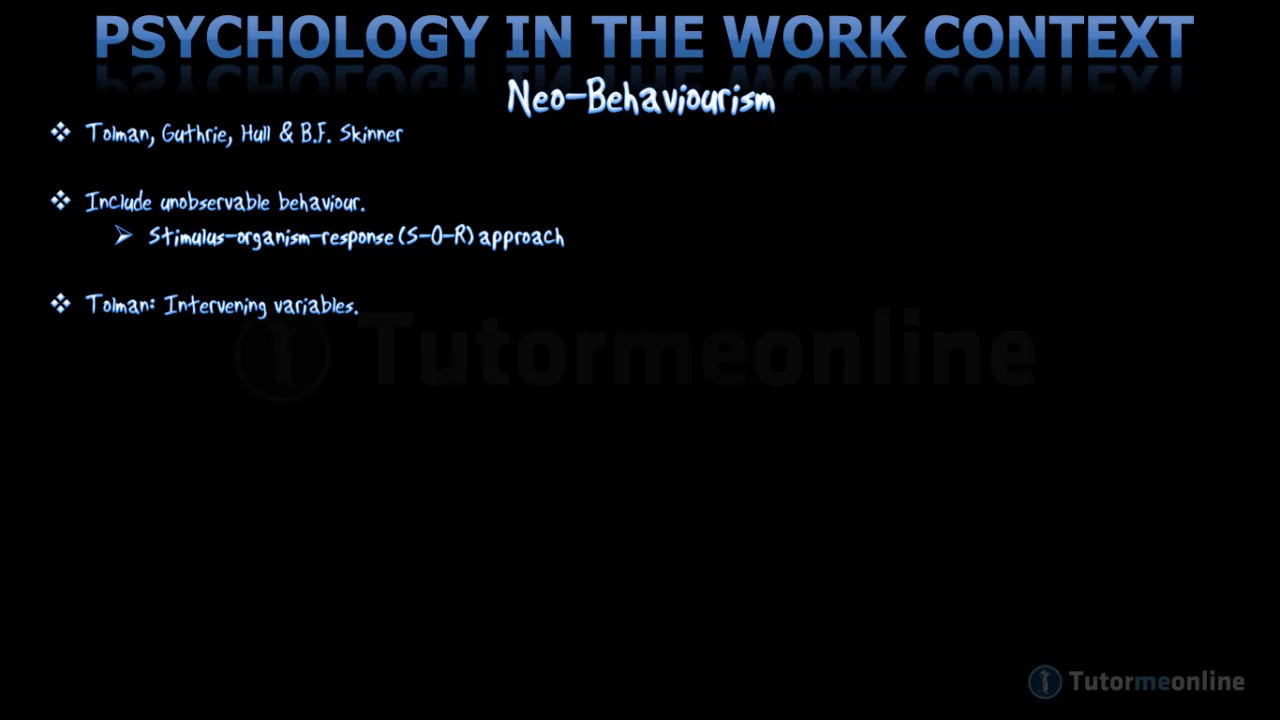 PSYCHOLOGY IN THE WORK CONTEXT
Neo-Behaviourism
Tolman, Guthrie, Hull & B.F. Skinner
Include unobservable behaviour.
Stimulus-organism-response (S-O-R) approach
Tolman: Intervening variables.
Tutormeonline
Tutormeonline